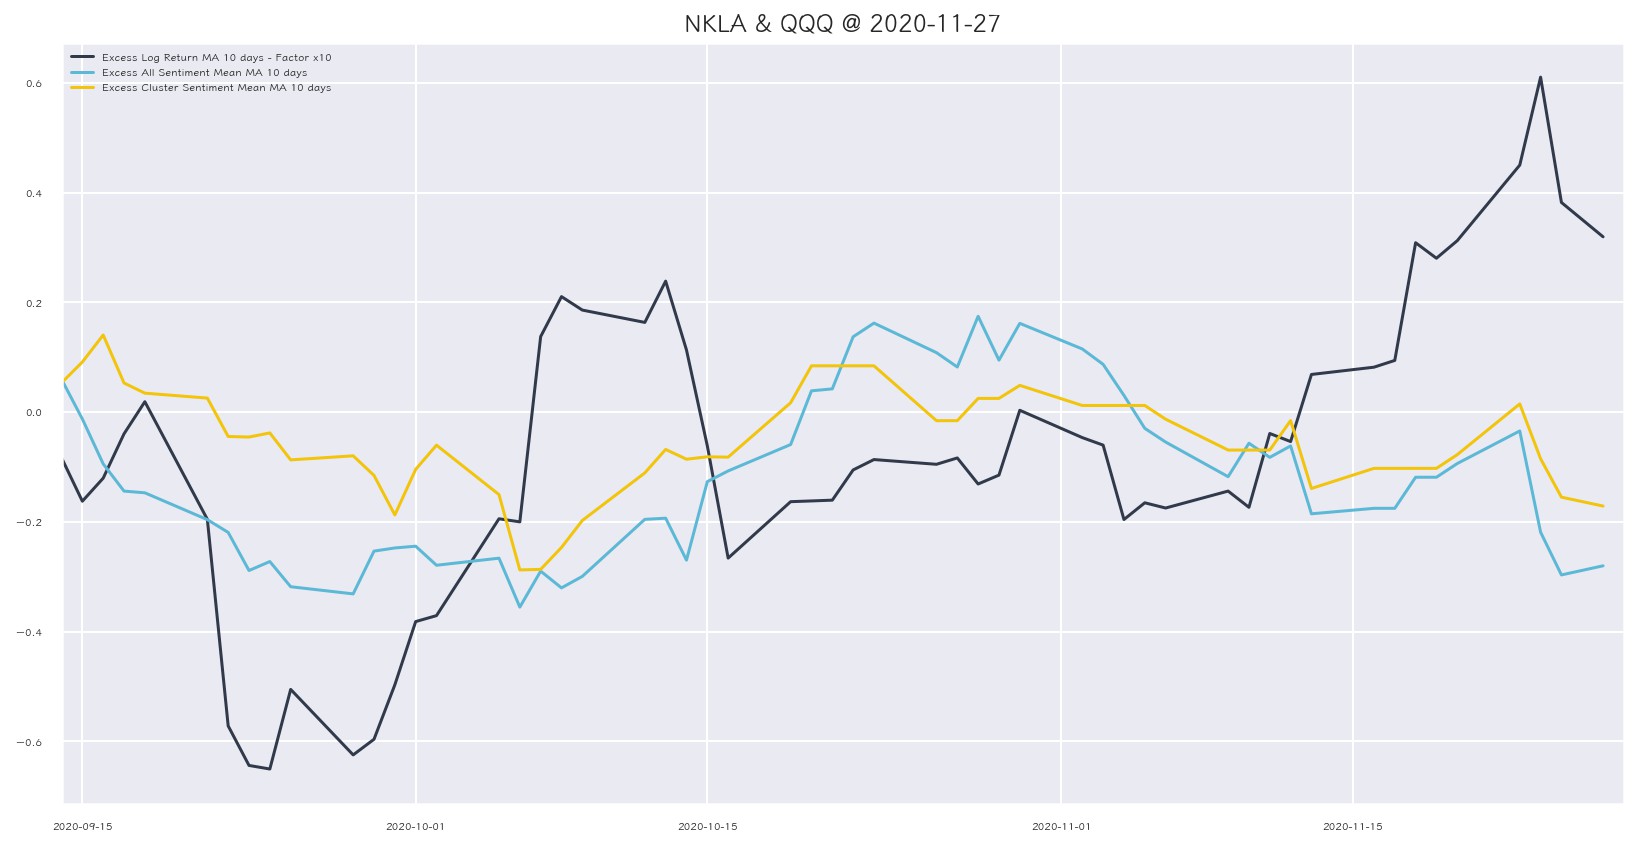 NKLA & QQQ @ 2020-11-27
Excess Log Return MA 10 days - Factor x10
Excess All Sentiment Mean MA 10 days
Excess Cluster Sentiment Mean MA 10 days
0.6
0.4
0.2
0.0
−0.2
−0.4
−0.6
2020-09-15 2020-10-01 2020-10-15 2020-11-01 2020-11-15